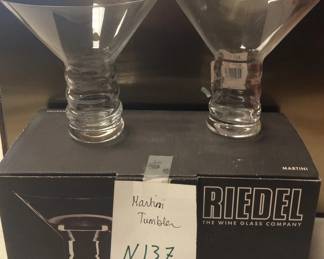 MARTINI
RIEDEL
THE WINE GLASS COMPANY
Martini
Tumbler
N137